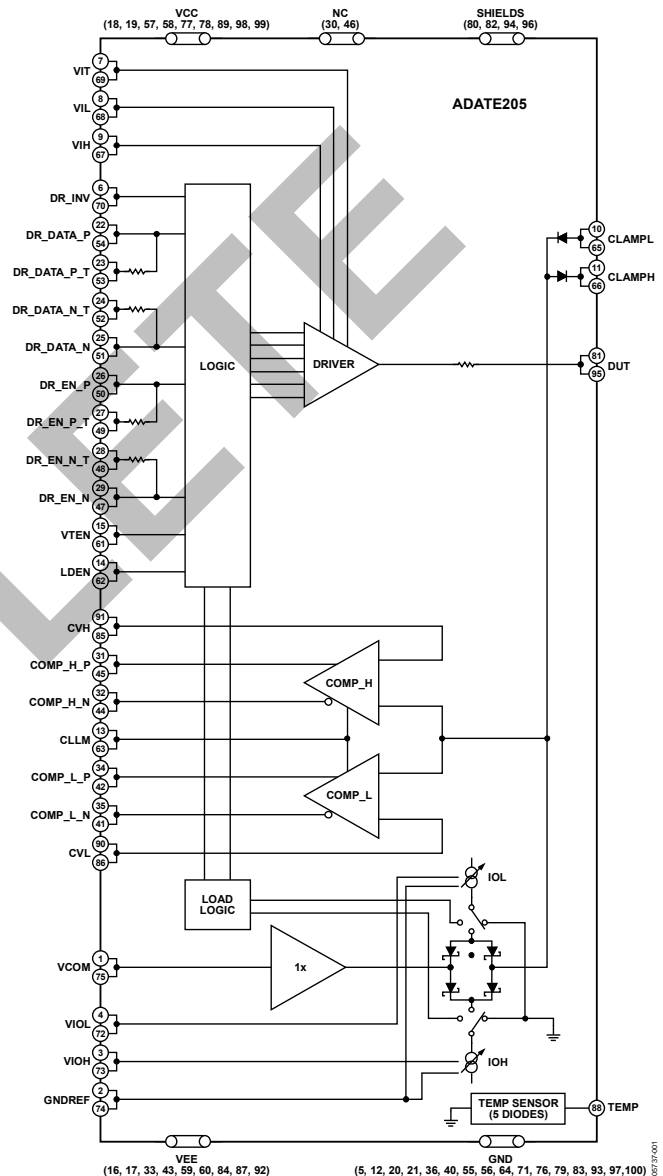 VCC
(18, 19, 57, 58, 77, 78, 89, 98, 99)
NC
(30, 46)
SHIELDS
(80, 82, 94, 96)
ADATE205
7
VIT
69
8
VIL
68
9
VIH
67
6
DR_INV
70
22
DR_DATA_P
54
23
DR_DATA_P_T
53
24
DR_DATA_N_T
52
25
DR_DATA_N
51
26
DR_EN_P
50
27
DR_EN_P_T
49
28
DR_EN_N_T
48
29
DR_EN_N
47
15
VTEN
61
14
LDEN
62
LOGIC
DRIVER
10
CLAMPL
65
11
CLAMPH
66
81
DUT
95
91
CVH
85
31
COMP_H_P
45
32
COMP_H_N
44
13
CLLM
63
34
COMP_L_P
42
35
COMP_L_N
41
90
CVL
86
COMP_H
COMP_L
LOAD
LOGIC
IOL
1
VCOM
75
1x
4
VIOL
72
3
VIOH
73
2
GNDREF
74
IOH
TEMP SENSOR
(5 DIODES)
88
TEMP
VEE
(16, 17, 33, 43, 59, 60, 84, 87, 92)
GND
(5, 12, 20, 21, 36, 40, 55, 56, 64, 71, 76, 79, 83, 93, 97,100)
05737-001
LETE